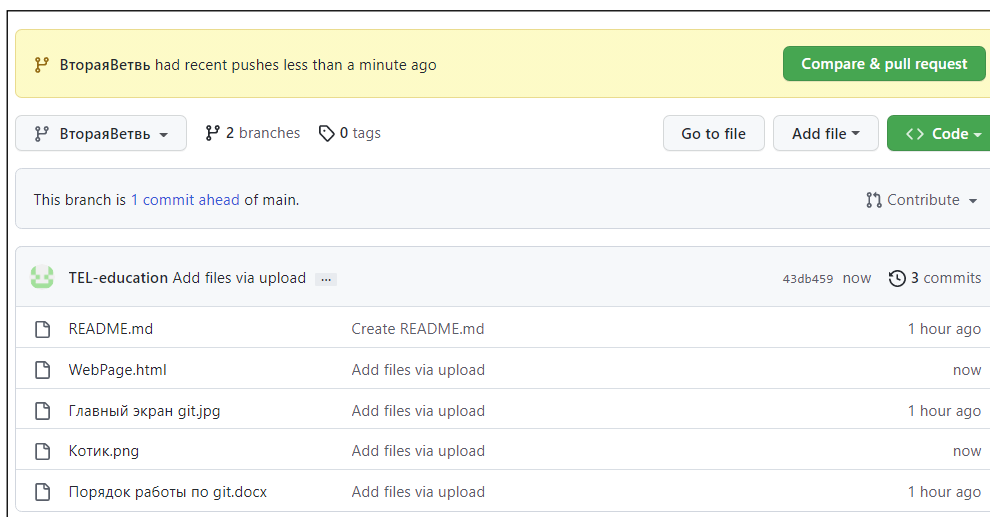 ВтораяВетвь had recent pushes less than a minute ago
Compare & pull request
ВтораяВетвь
2 branches
0 tags
Go to file
Add file
<> Code
This branch is 1 commit ahead of main.
Contribute
TEL-education Add files via upload ...
43db459 now
3 commits
README.md Create README.md 1 hour ago
WebPage.html Add files via upload now
Главный экран git.jpg Add files via upload 1 hour ago
Котик.png Add files via upload now
Порядок работы по git.docx Add files via upload 1 hour ago